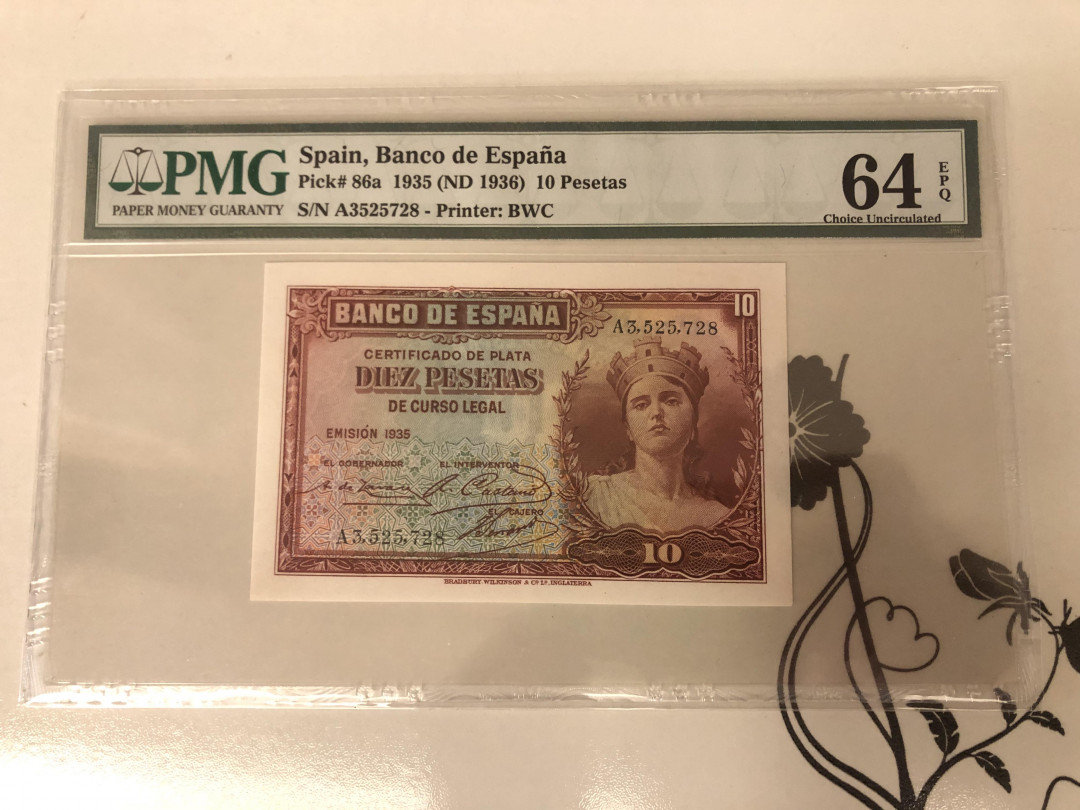 PMG
PAPER MONEY GUARANTY
Spain, Banco de España
Pick# 86a 1935 (ND 1936) 10 Pesetas
S/N A3525728 - Printer: BWC
64
EPQ
Choice Uncirculated
BANCO DE ESPAÑA
10
A3,525,728
CERTIFICADO DE PLATA
DIEZ PESETAS
DE CURSO LEGAL
EMISIÓN 1935
EL GOBERNADOR
EL INTERVENTOR
EL CAJERO
A3,525,728
10
BRADBURY, WILKINSON & Cº Lº, INGLATERRA